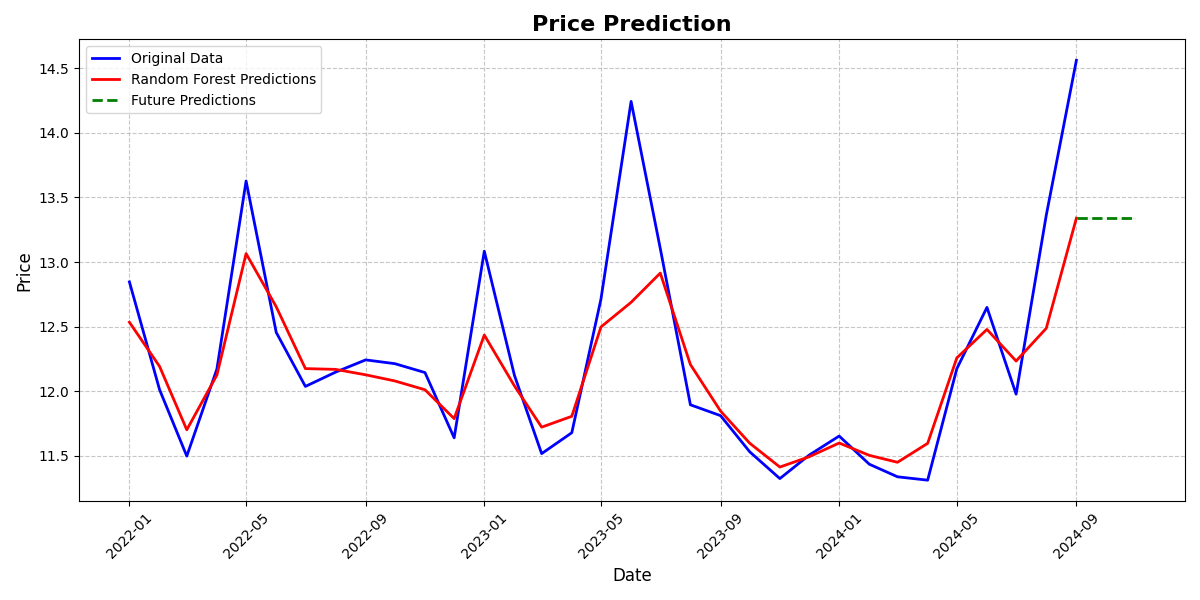 Price Prediction
Original Data
Random Forest Predictions
Future Predictions
Price
14.5
14.0
13.5
13.0
12.5
12.0
11.5
2022-01
2022-05
2022-09
2023-01
2023-05
2023-09
2024-01
2024-05
2024-09
Date